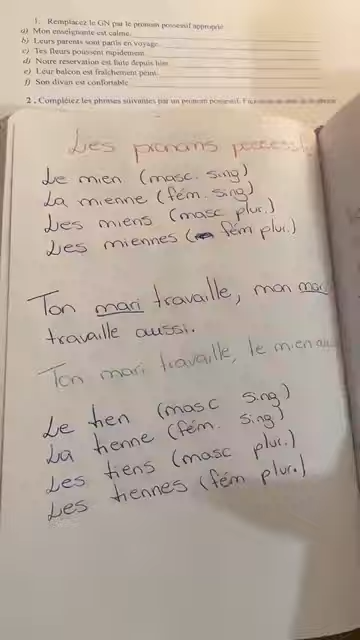 1. Remplacez le GN par le pronom possessif approprié
a) Mon enseignante est calme.
b) Leurs parents sont partis en voyage.
c) Tes fleurs poussent rapidement.
d) Notre réservation est faite depuis hier.
e) Leur balcon est fraîchement peint.
f) Son divan est confortable.
2. Complétez les phrases suivantes par un pronom possessif.
Les pronoms possessi
Le mien (masc. sing)
La mienne (fém. sing)
Les miens (masc plur.)
Les miennes (fém plur.)
Ton mari travaille, mon mari
travaille aussi.
Ton mari travaille, le mien au
Le tien (masc sing)
La tienne (fém. sing)
Les tiens (masc plur.)
Les tiennes (fém plur.)